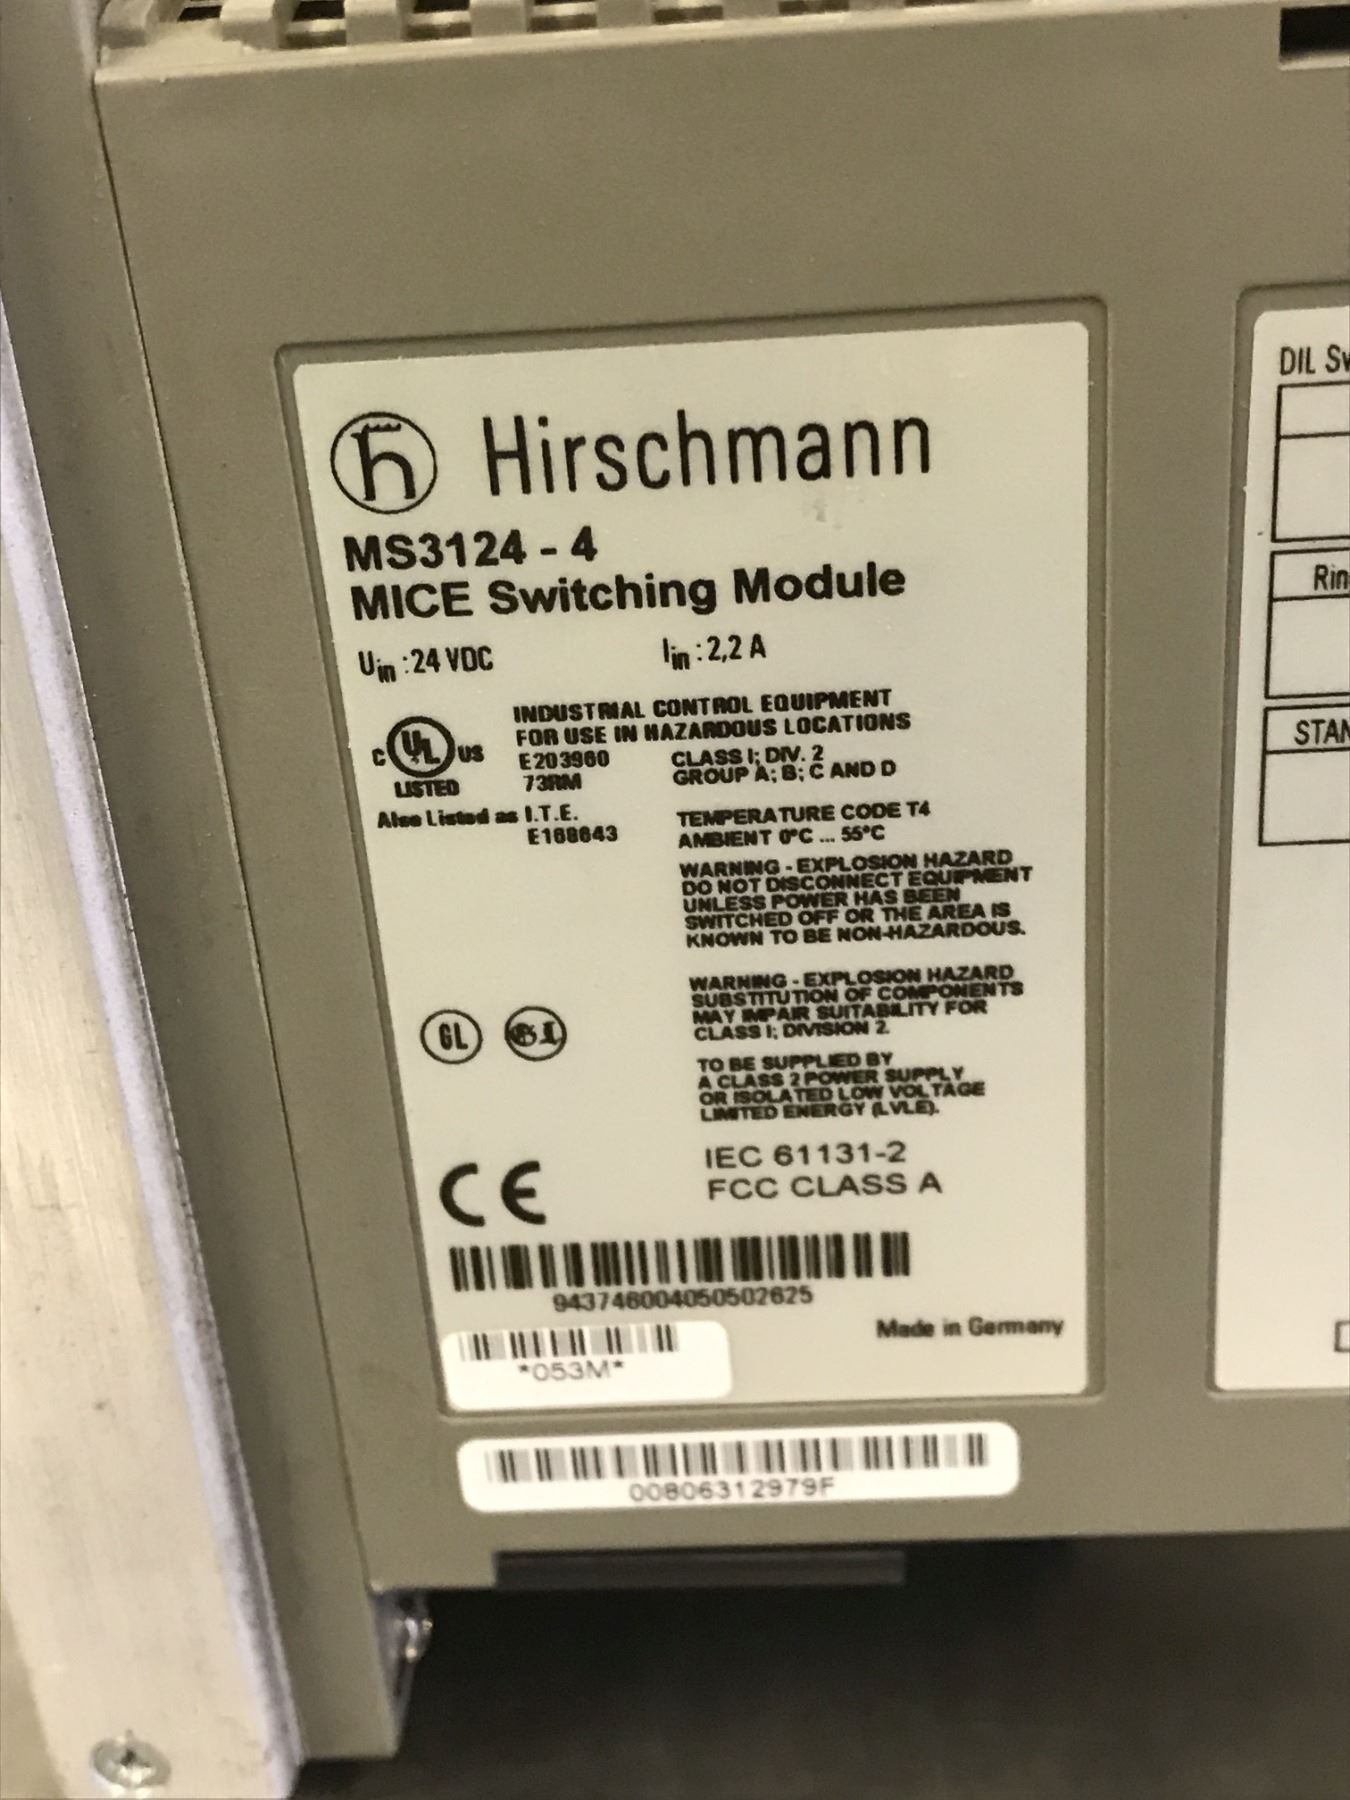 Hirschmann
MS3124 - 4
MICE Switching Module
Uin : 24 VDC Iin : 2,2 A
INDUSTRIAL CONTROL EQUIPMENT
FOR USE IN HAZARDOUS LOCATIONS
C UL US
LISTED
E203960
73RM
CLASS I; DIV. 2
GROUP A; B; C AND D
Also Listed as I.T.E.
E168643
TEMPERATURE CODE T4
AMBIENT 0°C ... 55°C
WARNING - EXPLOSION HAZARD
DO NOT DISCONNECT EQUIPMENT
UNLESS POWER HAS BEEN
SWITCHED OFF OR THE AREA IS
KNOWN TO BE NON-HAZARDOUS.
WARNING - EXPLOSION HAZARD
SUBSTITUTION OF COMPONENTS
MAY IMPAIR SUITABILITY FOR
CLASS I; DIVISION 2.
GL
TO BE SUPPLIED BY
A CLASS 2 POWER SUPPLY
OR ISOLATED LOW VOLTAGE
LIMITED ENERGY (LVLE).
IEC 61131-2
FCC CLASS A
CE
943746004050502625
Made in Germany
*053M*
00806312979F
DIL Sw
Rin
STAN